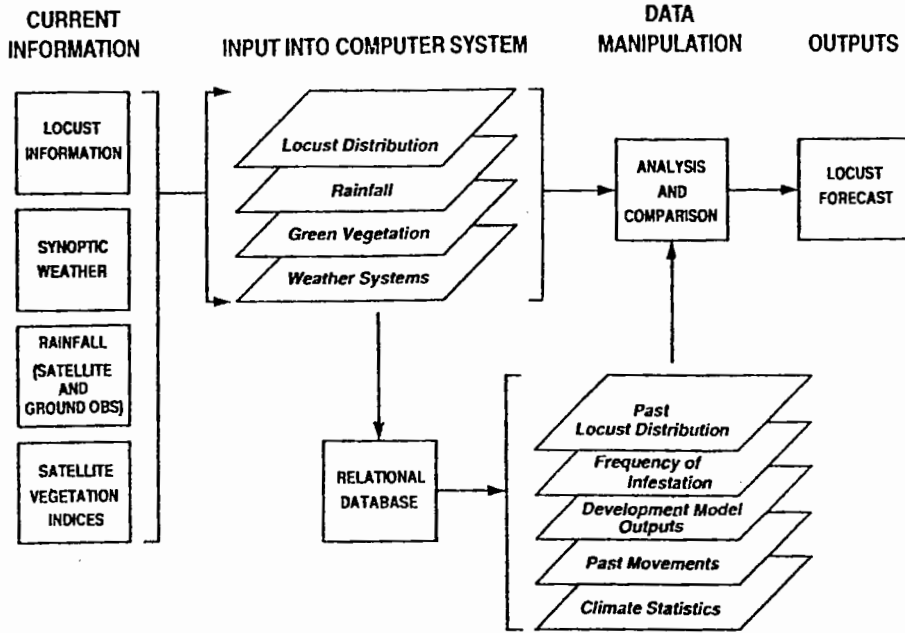 CURRENT
INFORMATION
INPUT INTO COMPUTER SYSTEM
DATA
MANIPULATION
OUTPUTS
LOCUST
INFORMATION
SYNOPTIC
WEATHER
RAINFALL
(SATELLITE
AND
GROUND OBS)
SATELLITE
VEGETATION
INDICES
Locust Distribution
Rainfall
Green Vegetation
Weather Systems
ANALYSIS
AND
COMPARISON
LOCUST
FORECAST
RELATIONAL
DATABASE
Past
Locust Distribution
Frequency of
Infestation
Development Model
Outputs
Past Movements
Climate Statistics